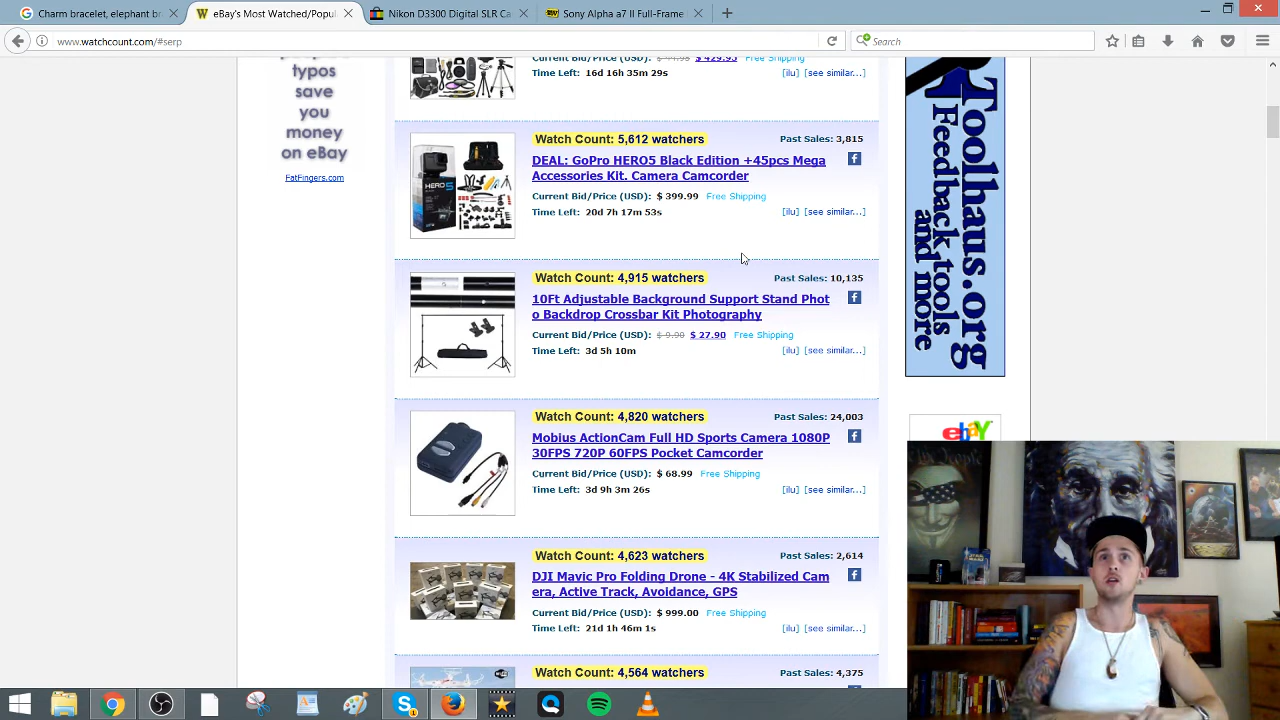 Charm, element, bracele
eBay's Most Watched
Nikon D3300 Digital SLR Ca
Sony Alpha a7 II Full-Fram
www.watchcount.com/#serp
Search
typos
save
you
money
on eBay
FatFingers.com
$ 429.95 Free Shipping
Time Left: 16d 16h 35m 29s
[ilu] [see similar...]
Watch Count: 5,612 watchers
Past Sales: 3,815
DEAL: GoPro HERO5 Black Edition +45pcs Mega
Accessories Kit. Camera Camcorder
Current Bid/Price (USD): $ 399.99 Free Shipping
Time Left: 20d 7h 17m 53s
[ilu] [see similar...]
Watch Count: 4,915 watchers
Past Sales: 10,135
10Ft Adjustable Background Support Stand Phot
o Backdrop Crossbar Kit Photography
Current Bid/Price (USD): $ 9.90 $ 27.90 Free Shipping
Time Left: 3d 5h 10m
[ilu] [see similar...]
Watch Count: 4,820 watchers
Past Sales: 24,003
Mobius ActionCam Full HD Sports Camera 1080P
30FPS 720P 60FPS Pocket Camcorder
Current Bid/Price (USD): $ 68.99 Free Shipping
Time Left: 3d 9h 3m 26s
[ilu] [see similar...]
Watch Count: 4,623 watchers
Past Sales: 2,614
DJI Mavic Pro Folding Drone - 4K Stabilized Cam
era, Active Track, Avoidance, GPS
Current Bid/Price (USD): $ 999.00 Free Shipping
Time Left: 21d 1h 46m 1s
[ilu] [see similar...]
Watch Count: 4,564 watchers
Past Sales: 4,375
Toolhaus.org
Feedback tools
and more
ebay
HERO5